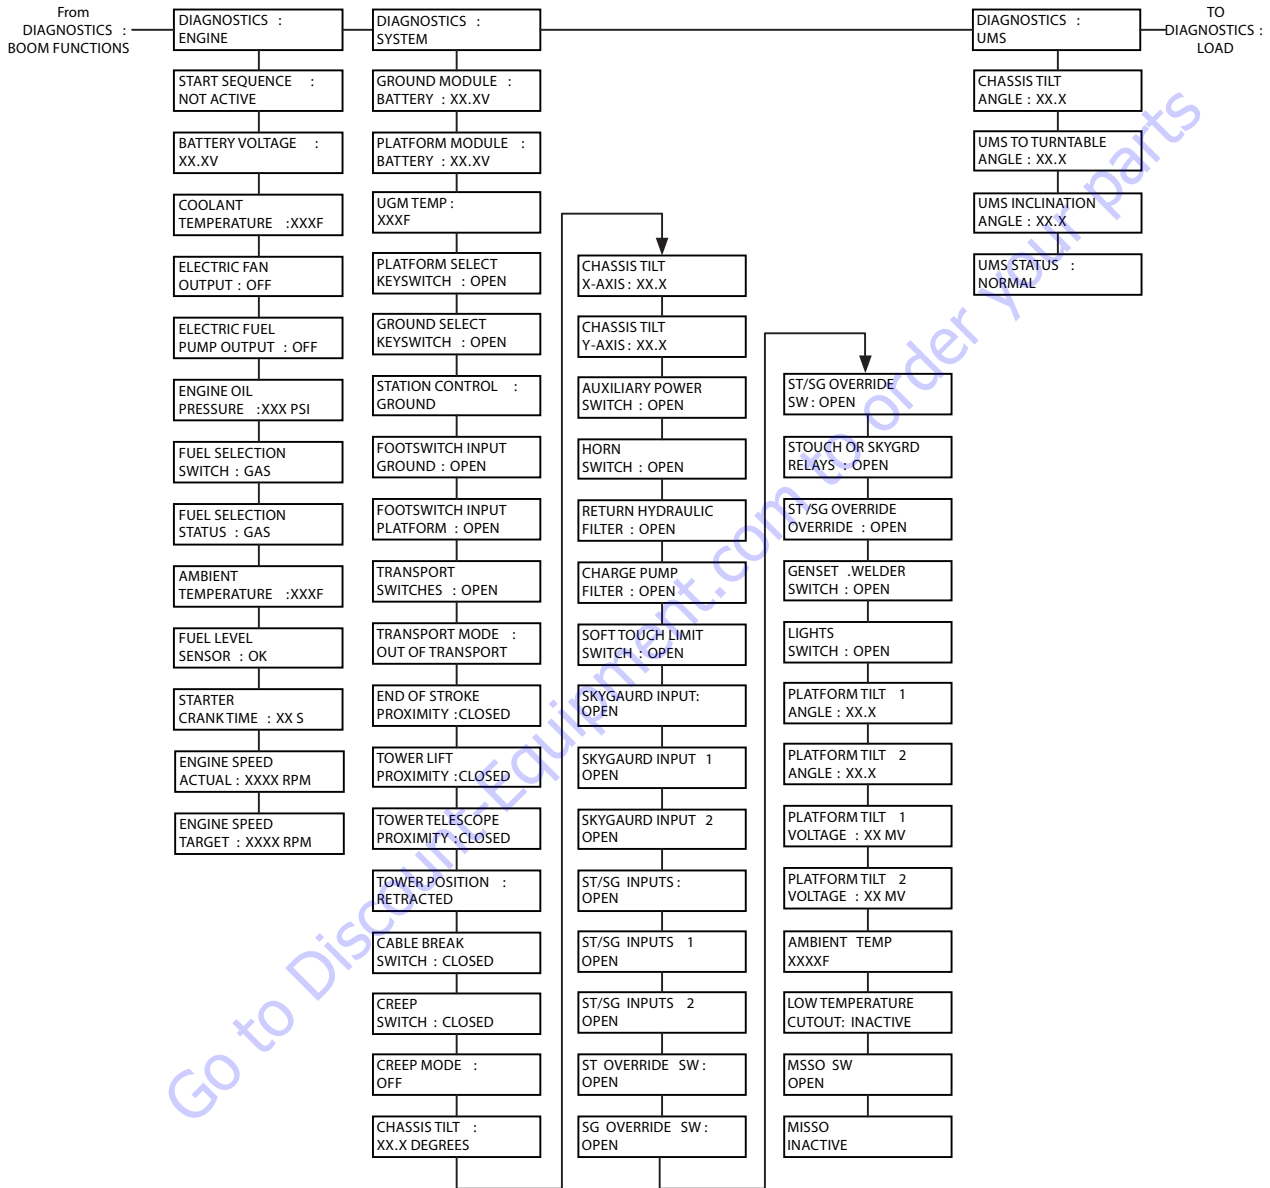 From
DIAGNOSTICS :
BOOM FUNCTIONS
DIAGNOSTICS :
ENGINE
START SEQUENCE :
NOT ACTIVE
BATTERY VOLTAGE :
XX.XV
COOLANT
TEMPERATURE :XXXF
ELECTRIC FAN
OUTPUT : OFF
ELECTRIC FUEL
PUMP OUTPUT : OFF
ENGINE OIL
PRESSURE :XXX PSI
FUEL SELECTION
SWITCH : GAS
FUEL SELECTION
STATUS : GAS
AMBIENT
TEMPERATURE :XXXF
FUEL LEVEL
SENSOR : OK
STARTER
CRANK TIME : XX S
ENGINE SPEED
ACTUAL : XXXX RPM
ENGINE SPEED
TARGET : XXXX RPM
DIAGNOSTICS :
SYSTEM
GROUND MODULE :
BATTERY : XX.XV
PLATFORM MODULE :
BATTERY : XX.XV
UGM TEMP :
XXXF
PLATFORM SELECT
KEYSWITCH : OPEN
GROUND SELECT
KEYSWITCH : OPEN
STATION CONTROL :
GROUND
FOOTSWITCH INPUT
GROUND : OPEN
FOOTSWITCH INPUT
PLATFORM : OPEN
TRANSPORT
SWITCHES : OPEN
TRANSPORT MODE :
OUT OF TRANSPORT
END OF STROKE
PROXIMITY :CLOSED
TOWER LIFT
PROXIMITY :CLOSED
TOWER TELESCOPE
PROXIMITY :CLOSED
TOWER POSITION :
RETRACTED
CABLE BREAK
SWITCH : CLOSED
CREEP
SWITCH : CLOSED
CREEP MODE :
OFF
CHASSIS TILT :
XX.X DEGREES
CHASSIS TILT
X-AXIS : XX.X
CHASSIS TILT
Y-AXIS : XX.X
AUXILIARY POWER
SWITCH : OPEN
HORN
SWITCH : OPEN
RETURN HYDRAULIC
FILTER : OPEN
CHARGE PUMP
FILTER : OPEN
SOFT TOUCH LIMIT
SWITCH : OPEN
SKYGAURD INPUT:
OPEN
SKYGAURD INPUT 1
OPEN
SKYGAURD INPUT 2
OPEN
ST/SG INPUTS :
OPEN
ST/SG INPUTS 1
OPEN
ST/SG INPUTS 2
OPEN
ST OVERRIDE SW :
OPEN
SG OVERRIDE SW :
OPEN
ST/SG OVERRIDE
SW : OPEN
STOUCH OR SKYGRD
RELAYS : OPEN
ST /SG OVERRIDE
OVERRIDE : OPEN
GENSET .WELDER
SWITCH : OPEN
LIGHTS
SWITCH : OPEN
PLATFORM TILT 1
ANGLE : XX.X
PLATFORM TILT 2
ANGLE : XX.X
PLATFORM TILT 1
VOLTAGE : XX MV
PLATFORM TILT 2
VOLTAGE : XX MV
AMBIENT TEMP
XXXXF
LOW TEMPERATURE
CUTOUT: INACTIVE
MSSO SW
OPEN
MISSO
INACTIVE
DIAGNOSTICS :
UMS
CHASSIS TILT
ANGLE : XX.X
UMS TO TURNTABLE
ANGLE : XX.X
UMS INCLINATION
ANGLE : XX.X
UMS STATUS :
NORMAL
TO
DIAGNOSTICS :
LOAD
Go to Discount-Equipment.com to order your parts